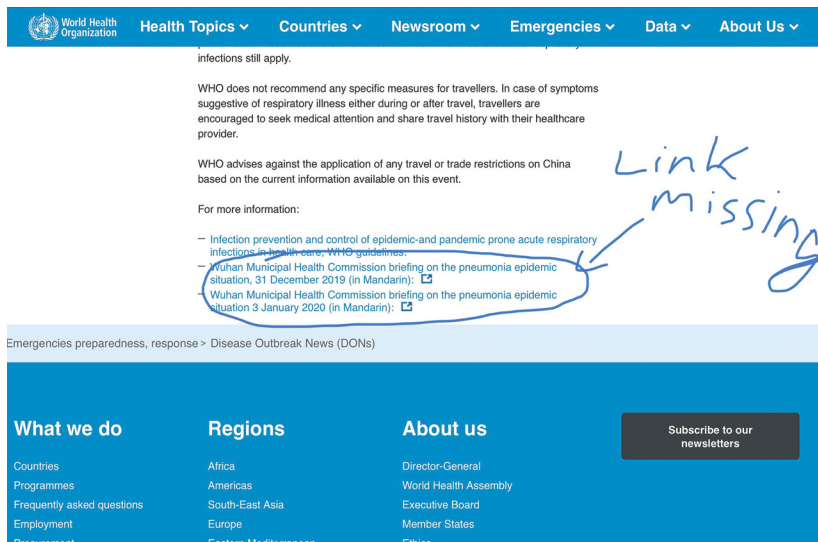 World Health
Organization
Health Topics
Countries
Newsroom
Emergencies
Data
About Us
infections still apply.
WHO does not recommend any specific measures for travellers. In case of symptoms
suggestive of respiratory illness either during or after travel, travellers are
encouraged to seek medical attention and share travel history with their healthcare
provider.
WHO advises against the application of any travel or trade restrictions on China
based on the current information available on this event.
For more information:
Link
missing
– Infection prevention and control of epidemic-and pandemic prone acute respiratory
infections in health care, WHO guidelines:
– Wuhan Municipal Health Commission briefing on the pneumonia epidemic
situation, 31 December 2019 (in Mandarin):
– Wuhan Municipal Health Commission briefing on the pneumonia epidemic
situation 3 January 2020 (in Mandarin):
Emergencies preparedness, response > Disease Outbreak News (DONs)
What we do
Countries
Programmes
Frequently asked questions
Employment
Procurement
Regions
Africa
Americas
South-East Asia
Europe
Eastern Mediterranean
About us
Director-General
World Health Assembly
Executive Board
Member States
Ethics
Subscribe to our
newsletters